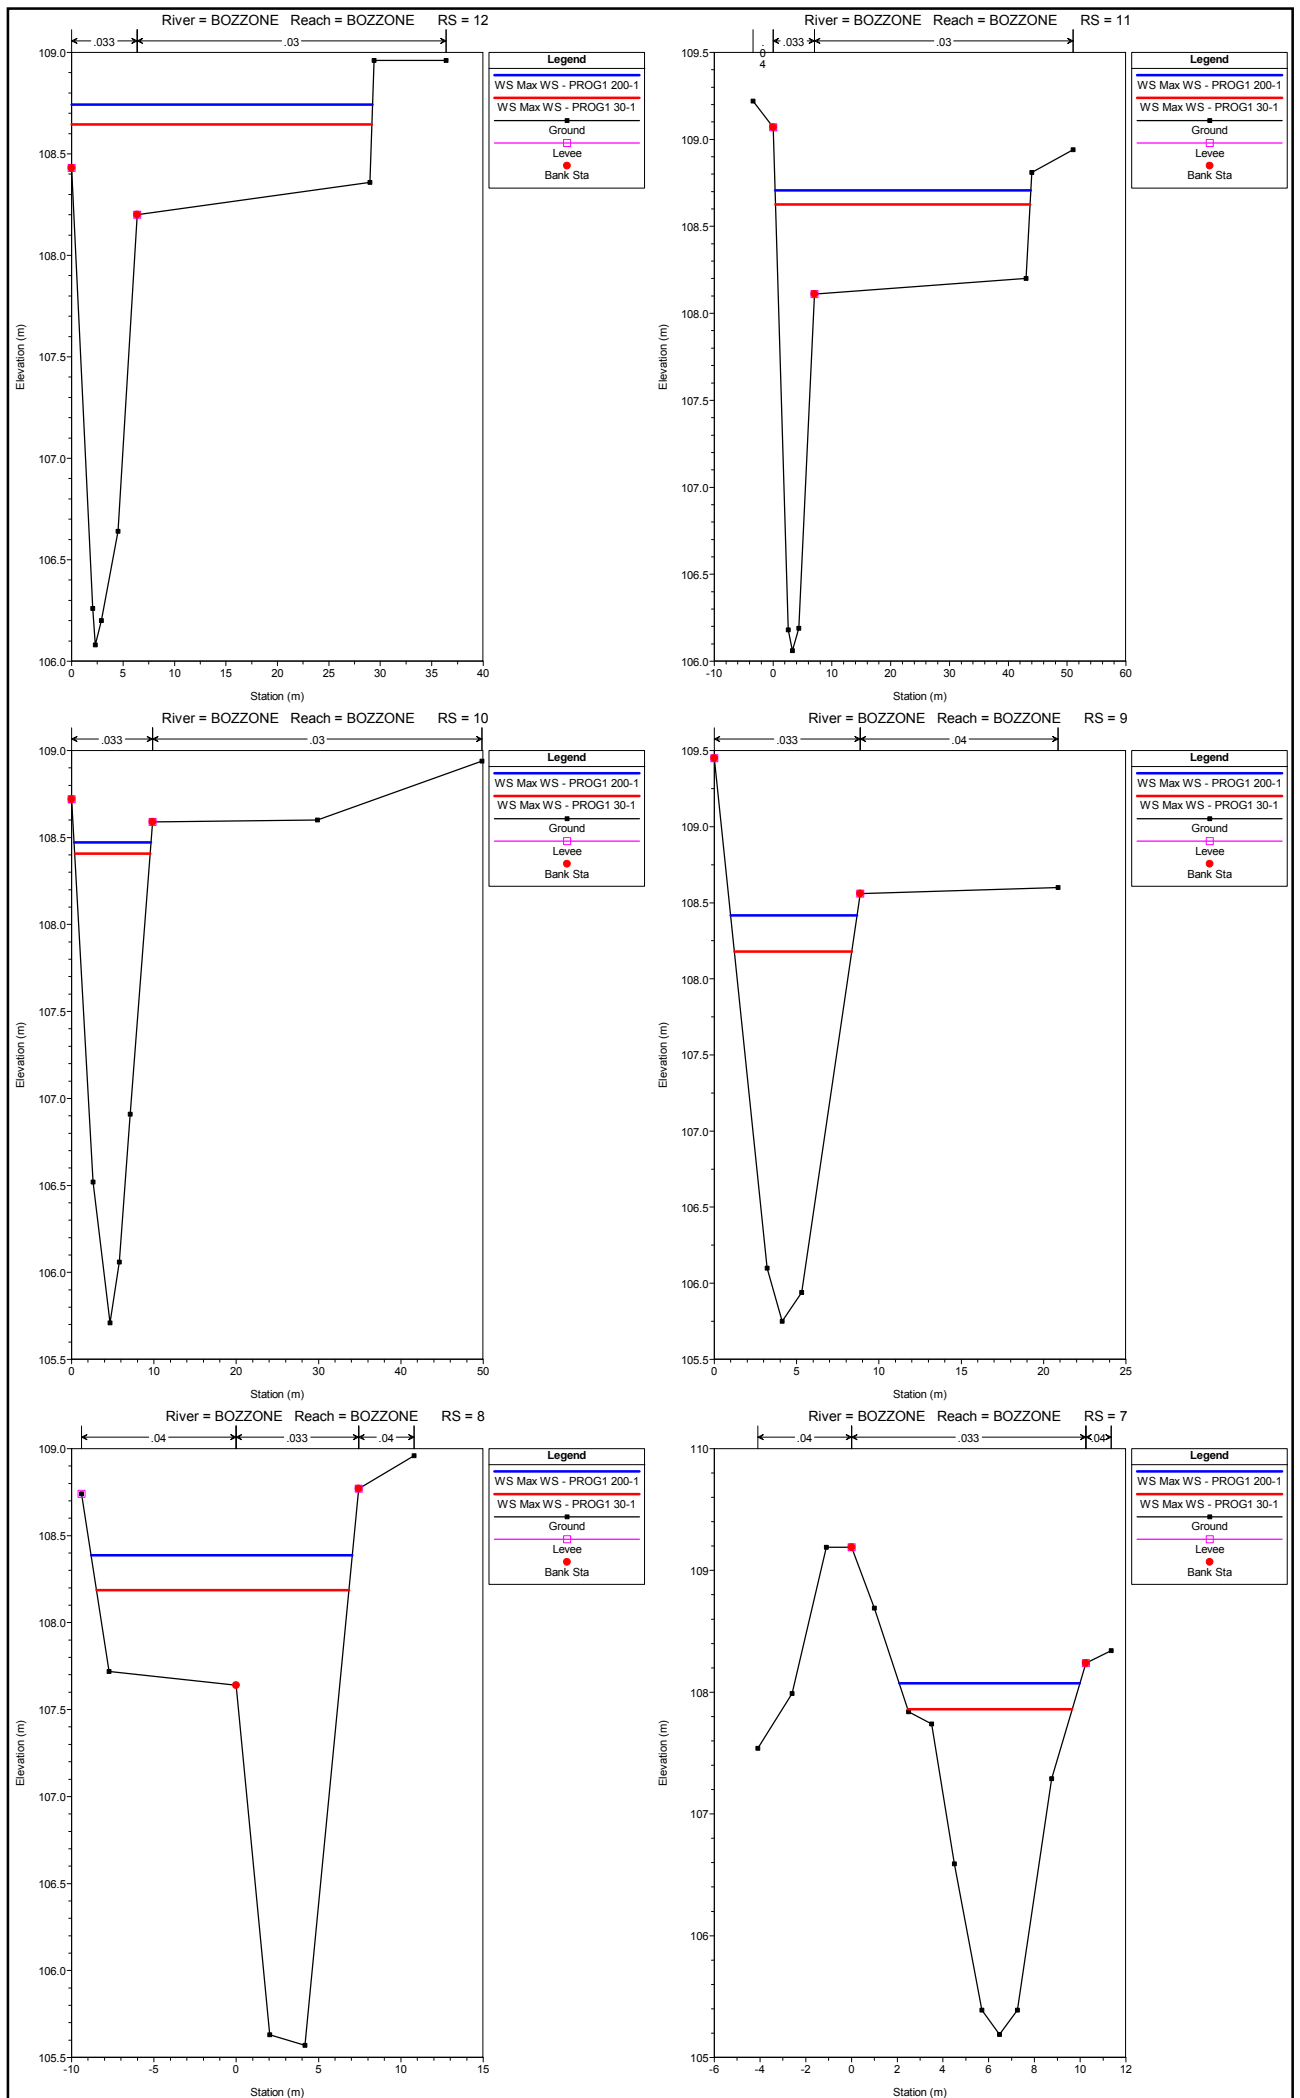 River = BOZZONE Reach = BOZZONE RS = 12
.033 .03
109.0
108.5
108.0
107.5
107.0
106.5
106.0
Elevation (m)
0 5 10 15 20 25 30 35 40
Station (m)
Legend
WS Max WS - PROG1 200-1
WS Max WS - PROG1 30-1
Ground
Levee
Bank Sta
River = BOZZONE Reach = BOZZONE RS = 11
.04 .033 .03
109.5
109.0
108.5
108.0
107.5
107.0
106.5
106.0
Elevation (m)
-10 0 10 20 30 40 50 60
Station (m)
Legend
WS Max WS - PROG1 200-1
WS Max WS - PROG1 30-1
Ground
Levee
Bank Sta
River = BOZZONE Reach = BOZZONE RS = 10
.033 .03
109.0
108.5
108.0
107.5
107.0
106.5
106.0
105.5
Elevation (m)
0 10 20 30 40 50
Station (m)
Legend
WS Max WS - PROG1 200-1
WS Max WS - PROG1 30-1
Ground
Levee
Bank Sta
River = BOZZONE Reach = BOZZONE RS = 9
.033 .04
109.5
109.0
108.5
108.0
107.5
107.0
106.5
106.0
105.5
Elevation (m)
0 5 10 15 20 25
Station (m)
Legend
WS Max WS - PROG1 200-1
WS Max WS - PROG1 30-1
Ground
Levee
Bank Sta
River = BOZZONE Reach = BOZZONE RS = 8
.04 .033 .04
109.0
108.5
108.0
107.5
107.0
106.5
106.0
105.5
Elevation (m)
-10 -5 0 5 10 15
Station (m)
Legend
WS Max WS - PROG1 200-1
WS Max WS - PROG1 30-1
Ground
Levee
Bank Sta
River = BOZZONE Reach = BOZZONE RS = 7
.04 .033 .04
110
109
108
107
106
105
Elevation (m)
-6 -4 -2 0 2 4 6 8 10 12
Station (m)
Legend
WS Max WS - PROG1 200-1
WS Max WS - PROG1 30-1
Ground
Levee
Bank Sta